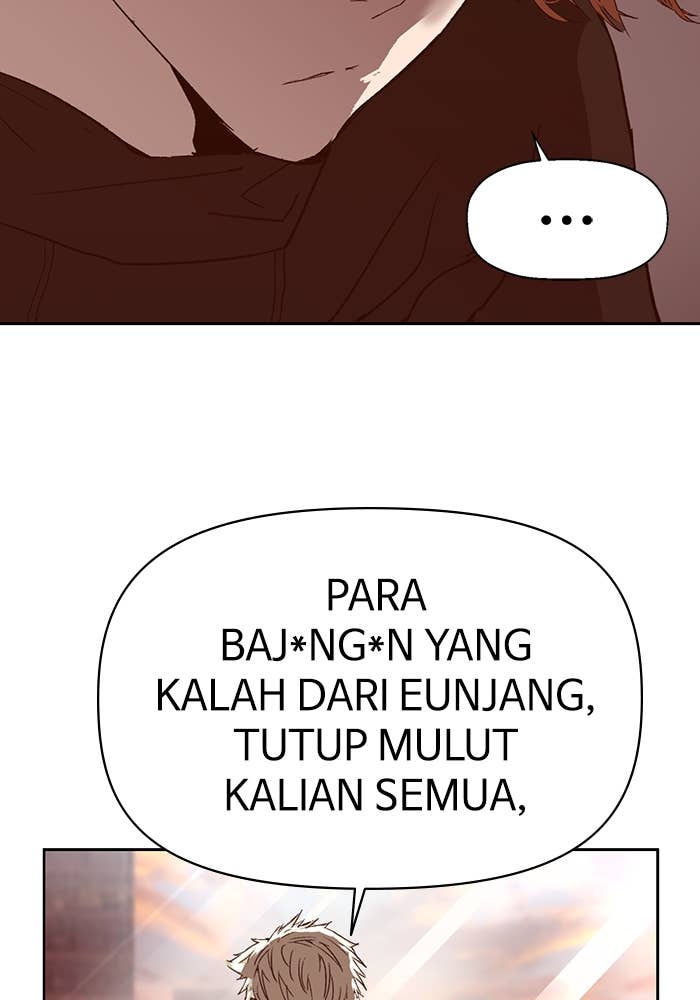 ...
PARA
BAJ*NG*N YANG
KALAH DARI EUNJANG,
TUTUP MULUT
KALIAN SEMUA,